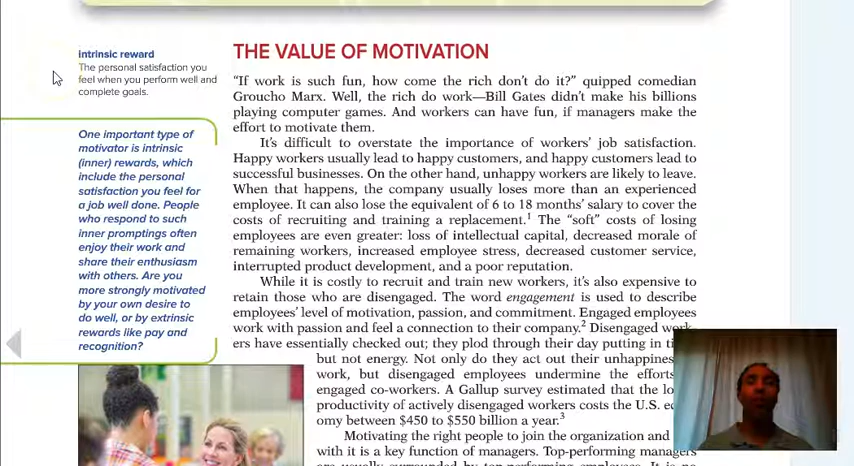 intrinsic reward
The personal satisfaction you
feel when you perform well and
complete goals.
One important type of
motivator is intrinsic
(inner) rewards, which
include the personal
satisfaction you feel for
a job well done. People
who respond to such
inner promptings often
enjoy their work and
share their enthusiasm
with others. Are you
more strongly motivated
by your own desire to
do well, or by extrinsic
rewards like pay and
recognition?
THE VALUE OF MOTIVATION
“If work is such fun, how come the rich don’t do it?” quipped comedian
Groucho Marx. Well, the rich do work—Bill Gates didn’t make his billions
playing computer games. And workers can have fun, if managers make the
effort to motivate them.
It’s difficult to overstate the importance of workers’ job satisfaction.
Happy workers usually lead to happy customers, and happy customers lead to
successful businesses. On the other hand, unhappy workers are likely to leave.
When that happens, the company usually loses more than an experienced
employee. It can also lose the equivalent of 6 to 18 months’ salary to cover the
costs of recruiting and training a replacement.1 The “soft” costs of losing
employees are even greater: loss of intellectual capital, decreased morale of
remaining workers, increased employee stress, decreased customer service,
interrupted product development, and a poor reputation.
While it is costly to recruit and train new workers, it’s also expensive to
retain those who are disengaged. The word engagement is used to describe
employees’ level of motivation, passion, and commitment. Engaged employees
work with passion and feel a connection to their company.2 Disengaged work-
ers have essentially checked out; they plod through their day putting in
but not energy. Not only do they act out their
work, but disengaged employees undermine the efforts
engaged co-workers. A Gallup survey estimated that the
productivity of actively disengaged workers costs the U.S.
omy between $450 to $550 billion a year.3
Motivating the right people to join the organization and
with it is a key function of managers. Top-performing managers